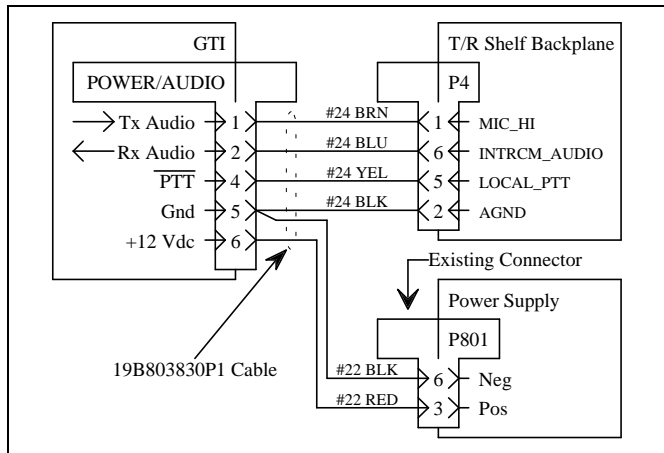 GTI
T/R Shelf Backplane
POWER/AUDIO
P4
Tx Audio 1 #24 BRN 1 MIC_HI
Rx Audio 2 #24 BLU 6 INTRCM_AUDIO
PTT 4 #24 YEL 5 LOCAL_PTT
Gnd 5 #24 BLK 2 AGND
+12 Vdc 6
Existing Connector
Power Supply
P801
19B803830P1 Cable
#22 BLK 6 Neg
#22 RED 3 Pos